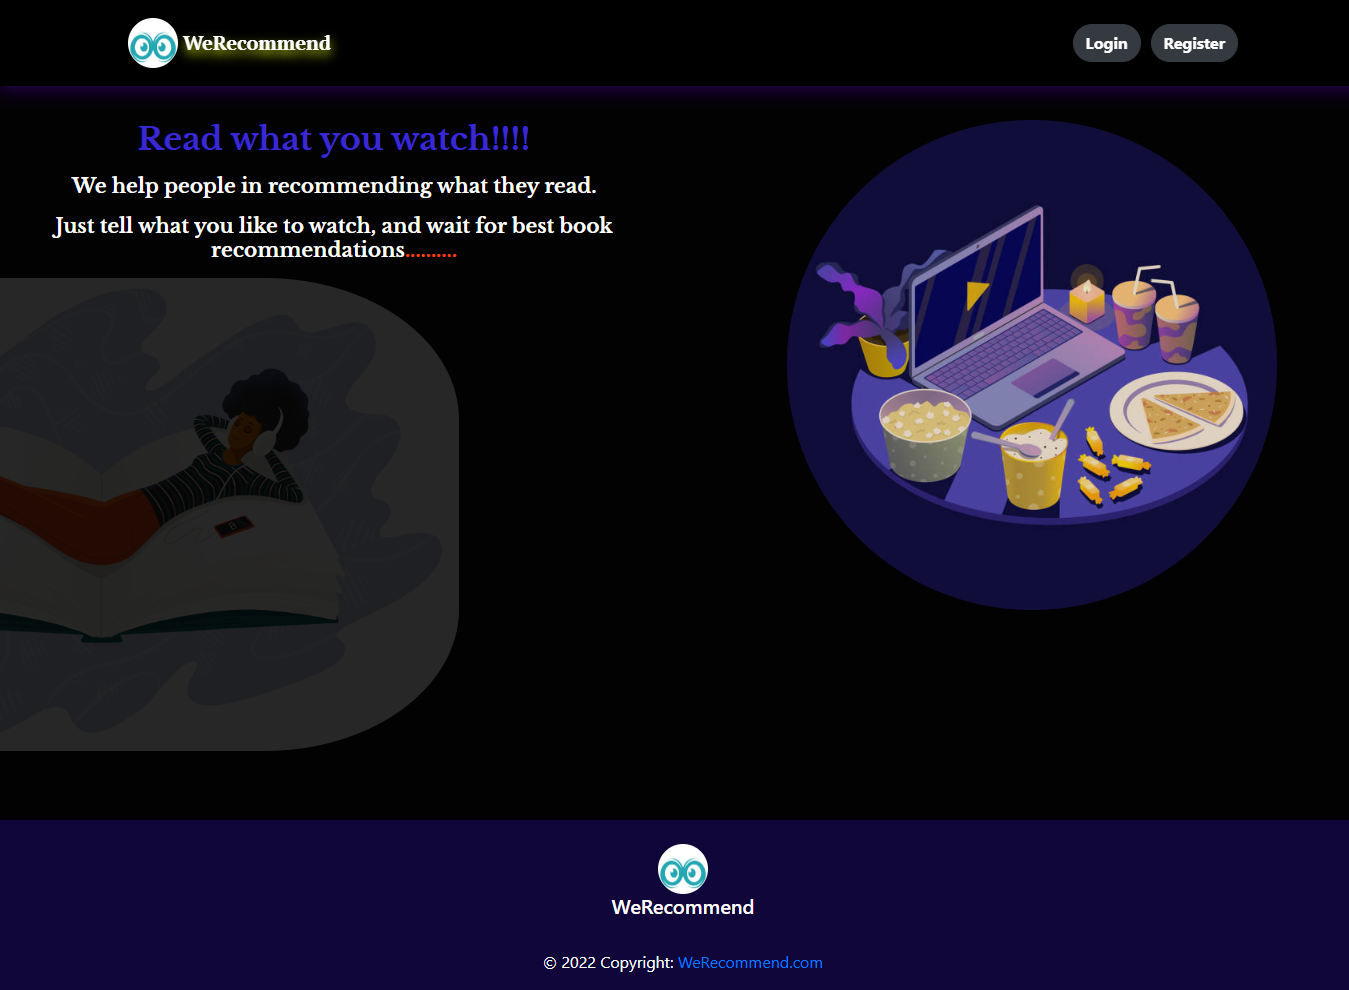 WeRecommend
Login
Register
Read what you watch!!!!
We help people in recommending what they read.
Just tell what you like to watch, and wait for best book
recommendations..........
WeRecommend
© 2022 Copyright: WeRecommend.com